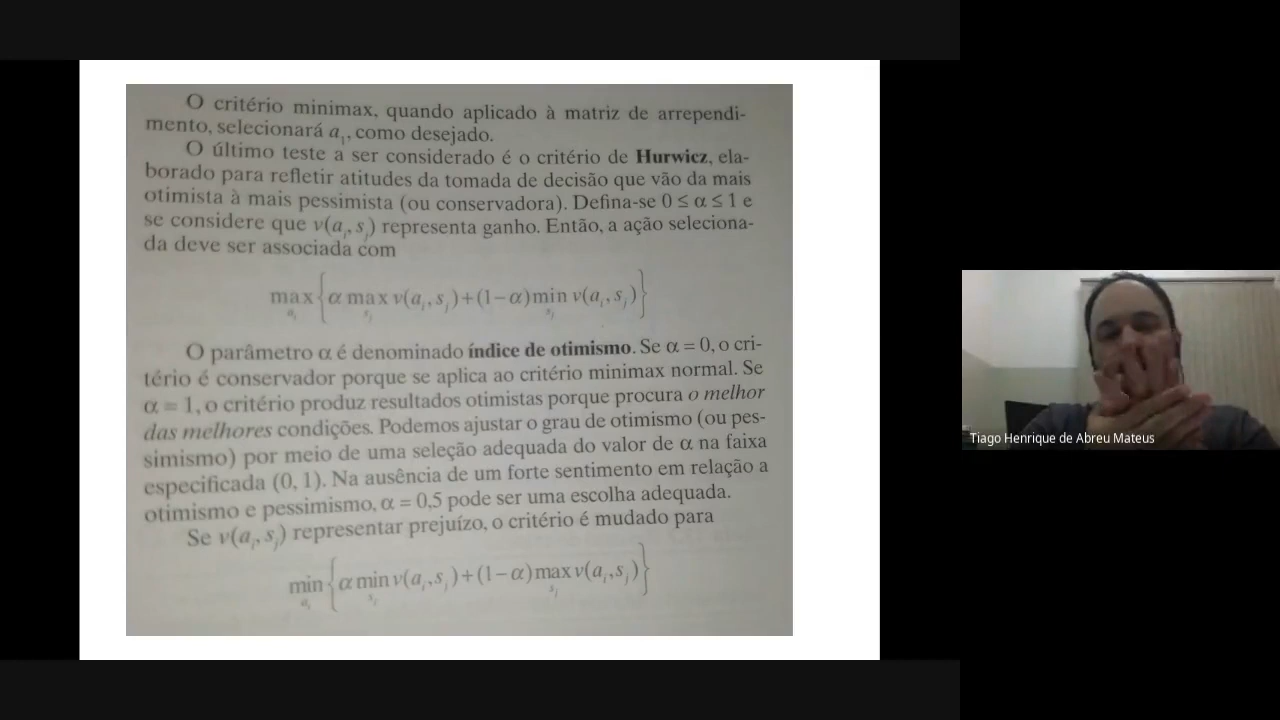 O critério minimax, quando aplicado à matriz de arrependi-
mento, selecionará a₁, como desejado.
O último teste a ser considerado é o critério de Hurwicz, ela-
borado para refletir atitudes da tomada de decisão que vão da mais
otimista à mais pessimista (ou conservadora). Defina-se 0 ≤ α ≤ 1 e
se considere que v(aᵢ, sⱼ) representa ganho. Então, a ação seleciona-
da deve ser associada com
max_{aᵢ} { α max_{sⱼ} v(aᵢ, sⱼ) + (1 − α) min_{sⱼ} v(aᵢ, sⱼ) }
O parâmetro α é denominado índice de otimismo. Se α = 0, o cri-
tério é conservador porque se aplica ao critério minimax normal. Se
α = 1, o critério produz resultados otimistas porque procura o melhor
das melhores condições. Podemos ajustar o grau de otimismo (ou pes-
simismo) por meio de uma seleção adequada do valor de α na faixa
especificada (0, 1). Na ausência de um forte sentimento em relação a
otimismo e pessimismo, α = 0,5 pode ser uma escolha adequada.
Se v(aᵢ, sⱼ) representar prejuízo, o critério é mudado para
min_{aᵢ} { α min_{sⱼ} v(aᵢ, sⱼ) + (1 − α) max_{sⱼ} v(aᵢ, sⱼ) }
Tiago Henrique de Abreu Mateus